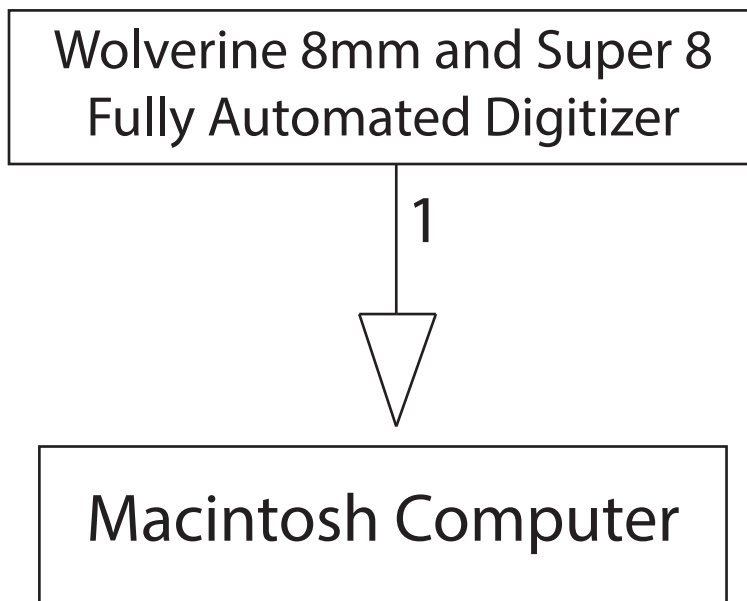 Wolverine 8mm and Super 8
Fully Automated Digitizer
1
Macintosh Computer